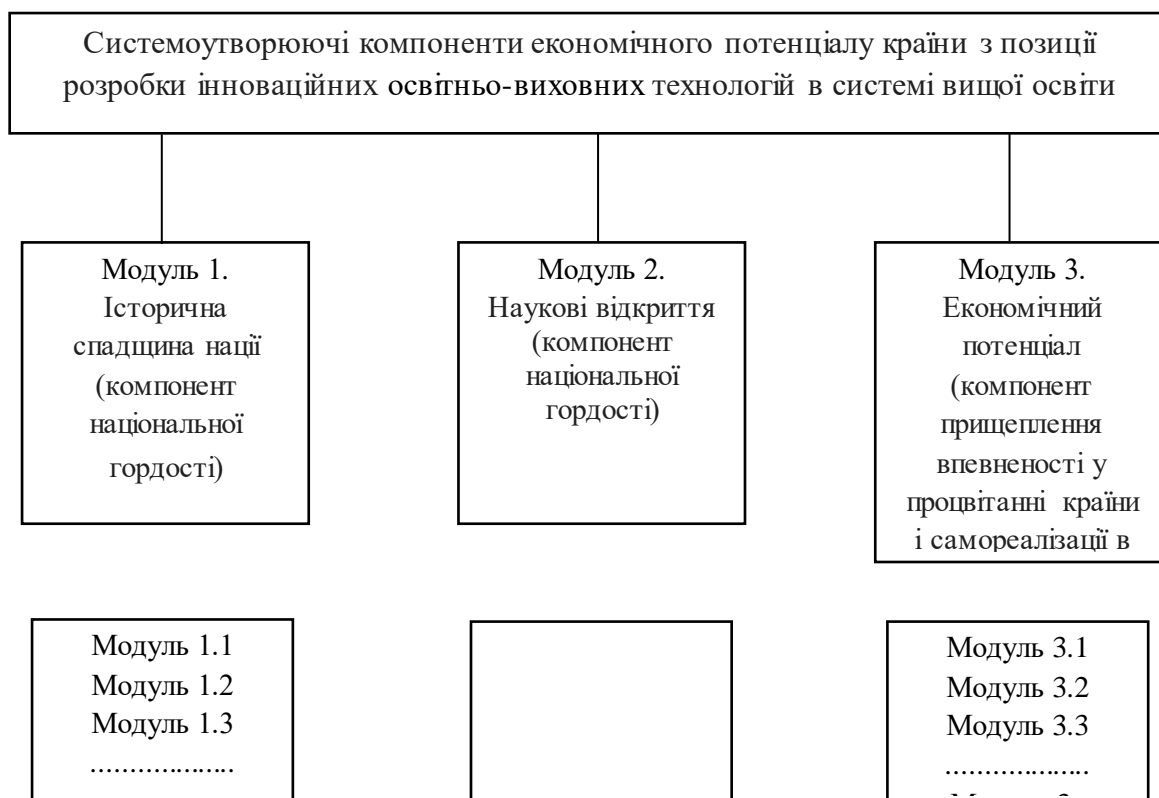 Системоутворюючі компоненти економічного потенціалу країни з позиції
розробки інноваційних освітньо-виховних технологій в системі вищої освіти
Модуль 1.
Історична
спадщина нації
(компонент
національної
гордості)
Модуль 2.
Наукові відкриття
(компонент
національної
гордості)
Модуль 3.
Економічний
потенціал
(компонент
прищеплення
впевненості у
процвітанні країни
і самореалізації в
Модуль 1.1
Модуль 1.2
Модуль 1.3
...................
Модуль 3.1
Модуль 3.2
Модуль 3.3
...................